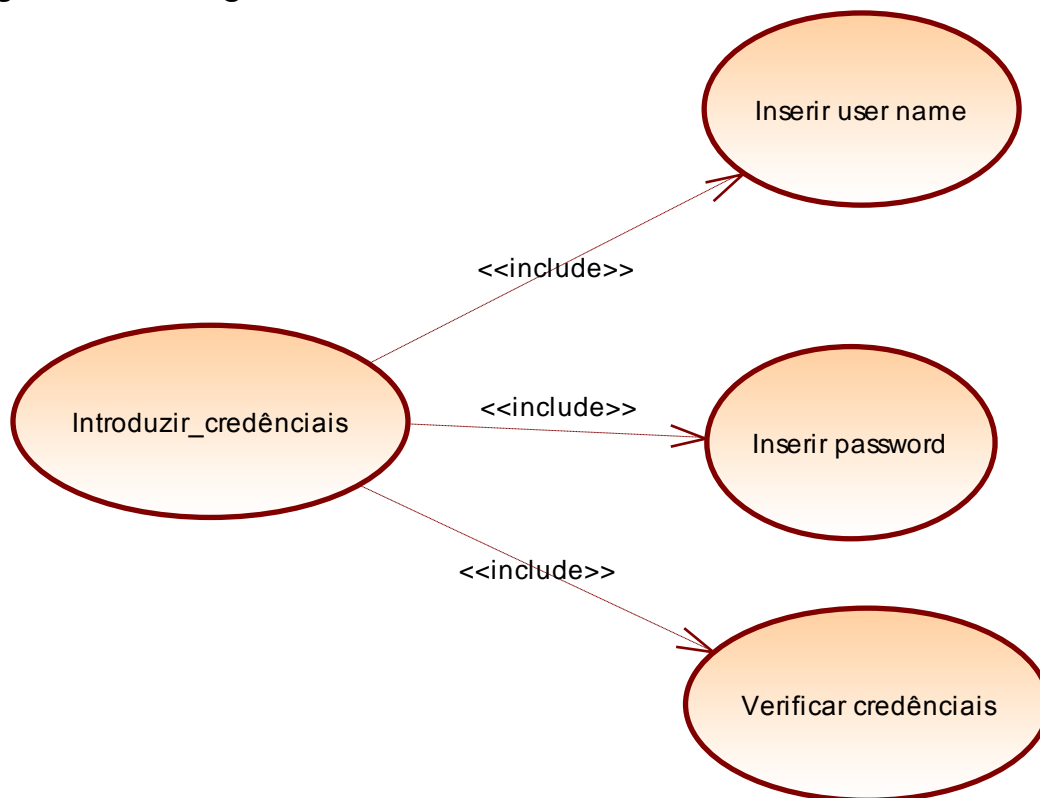 Inserir user name
<<include>>
Introduzir_credênciais
<<include>>
Inserir password
<<include>>
Verificar credênciais